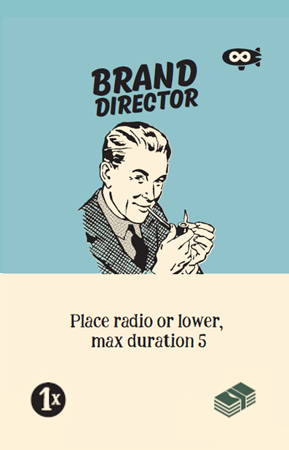 BRAND
DIRECTOR
Place radio or lower,
max duration 5
1x